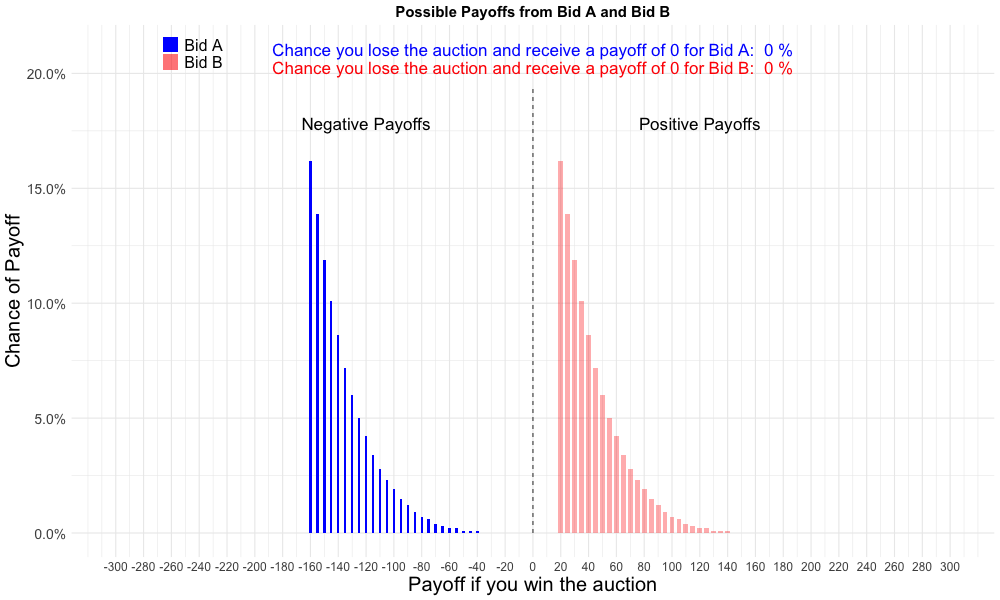 Possible Payoffs from Bid A and Bid B
Bid A
Bid B
Chance you lose the auction and receive a payoff of 0 for Bid A:  0 %
Chance you lose the auction and receive a payoff of 0 for Bid B:  0 %
Negative Payoffs
Positive Payoffs
Chance of Payoff
20.0%
15.0%
10.0%
5.0%
0.0%
-300 -280 -260 -240 -220 -200 -180 -160 -140 -120 -100 -80 -60 -40 -20 0 20 40 60 80 100 120 140 160 180 200 220 240 260 280 300
Payoff if you win the auction